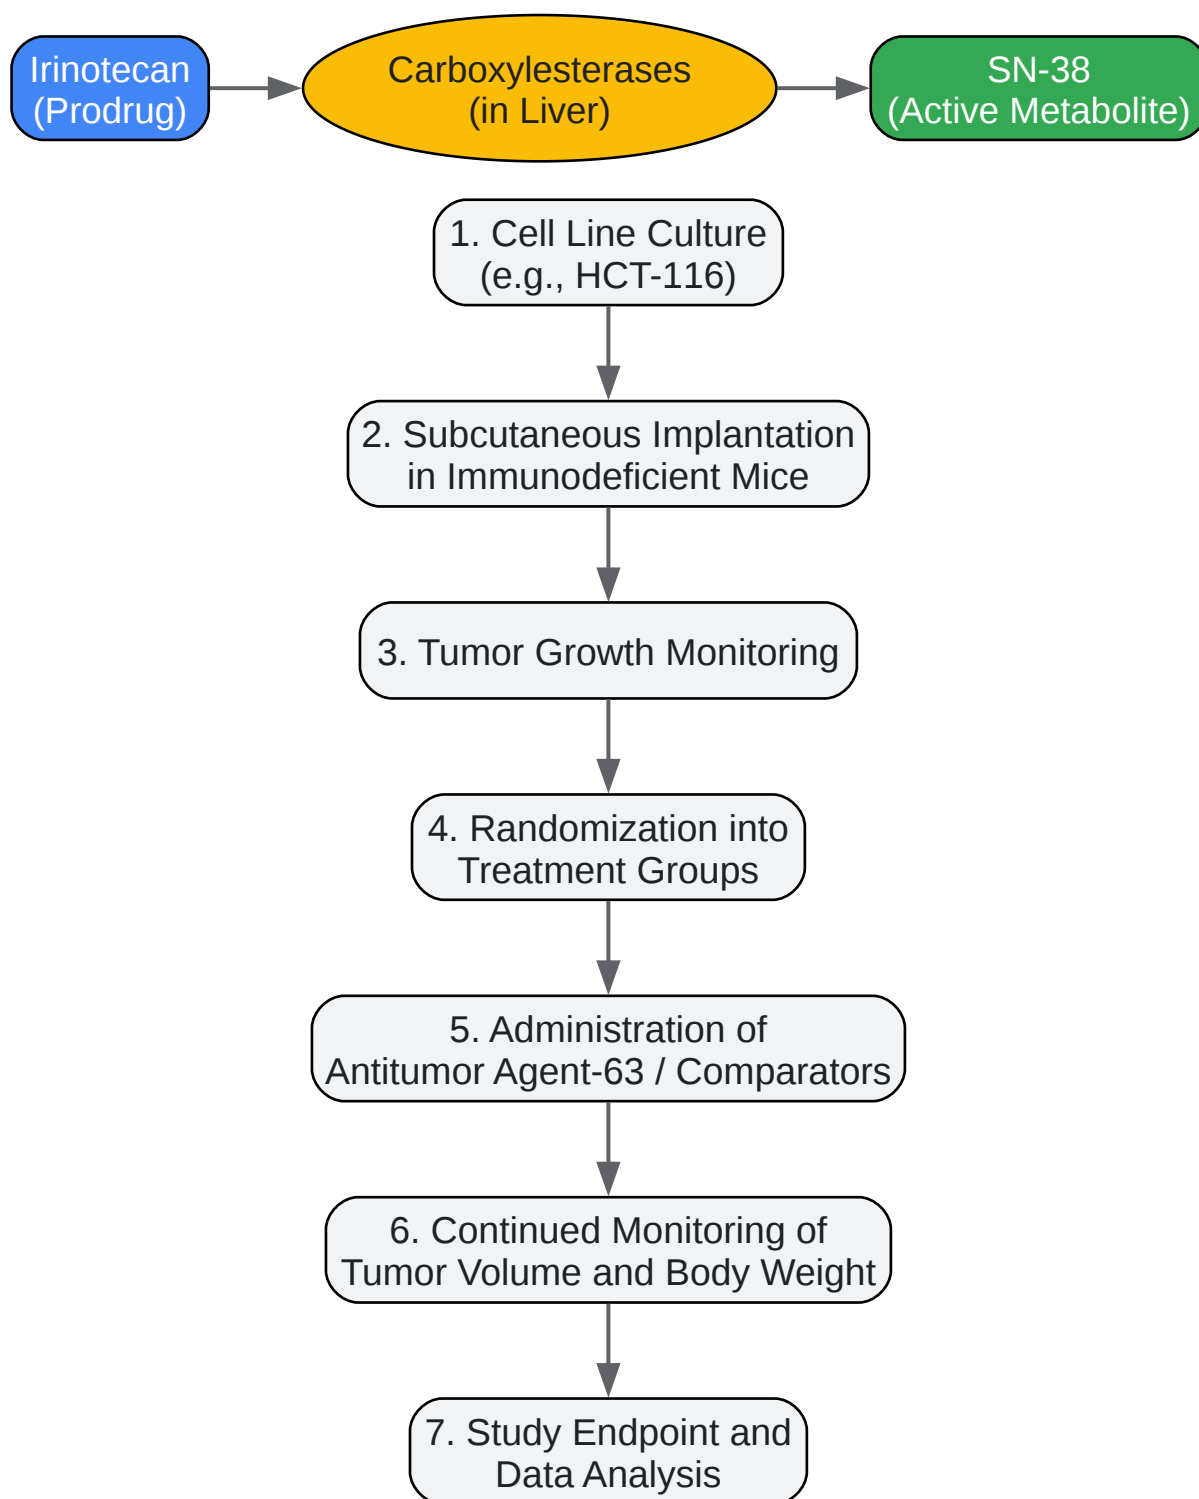 Irinotecan
(Prodrug)
Carboxylesterases
(in Liver)
SN-38
(Active Metabolite)
1. Cell Line Culture
(e.g., HCT-116)
2. Subcutaneous Implantation
in Immunodeficient Mice
3. Tumor Growth Monitoring
4. Randomization into
Treatment Groups
5. Administration of
Antitumor Agent-63 / Comparators
6. Continued Monitoring of
Tumor Volume and Body Weight
7. Study Endpoint and
Data Analysis